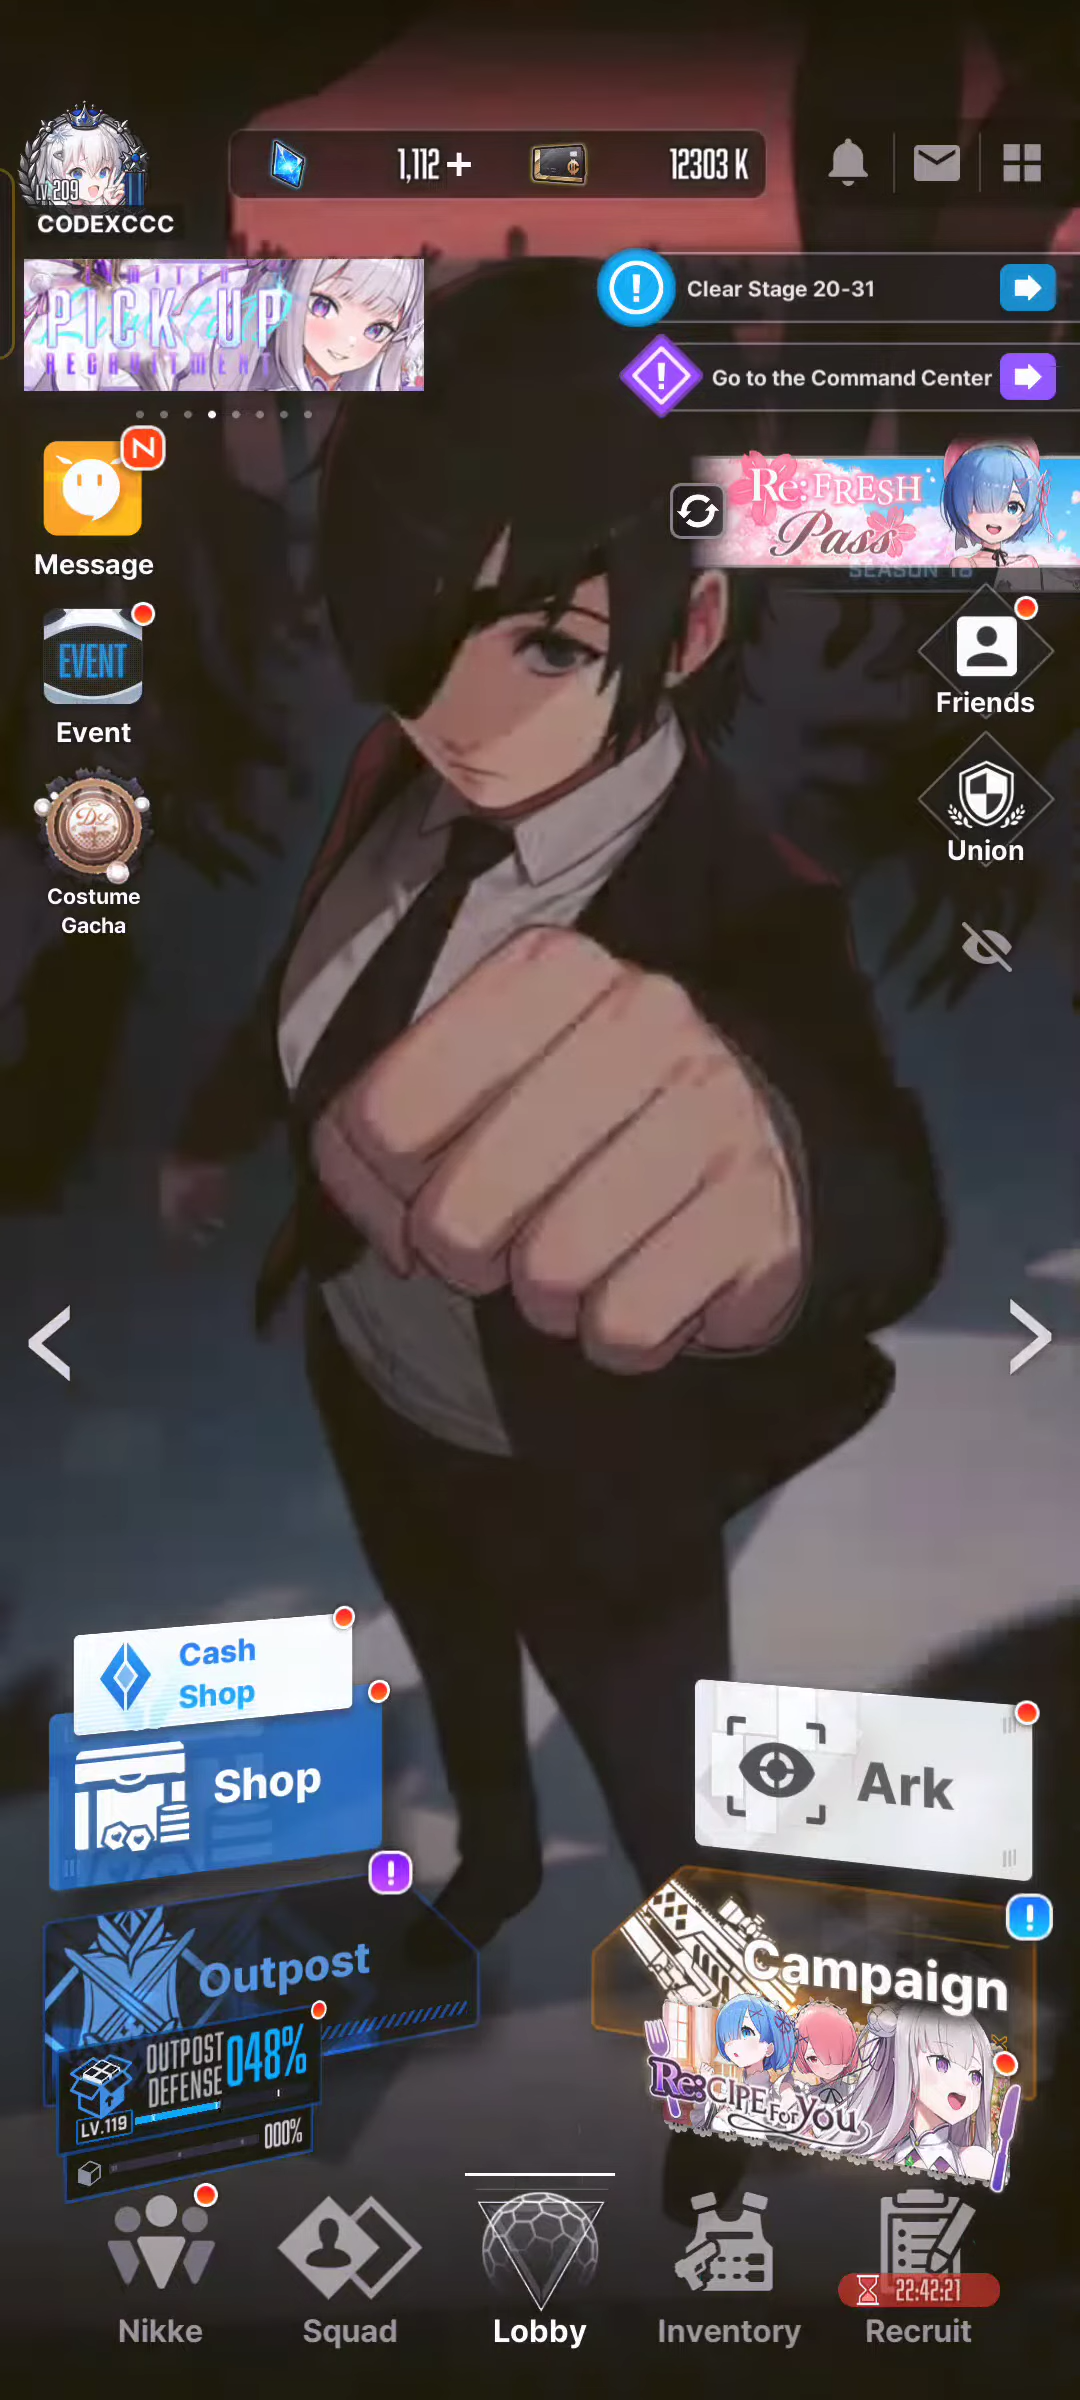 LV.209
CODEXCCC
1,112
12303 K
LIMITED
PICK UP
RECRUITMENT
Clear Stage 20-31
Go to the Command Center
Re:FRESH
Pass
N
Message
EVENT
Event
Friends
Union
Costume
Gacha
Cash
Shop
Shop
Ark
Outpost
Campaign
OUTPOST
DEFENSE
048%
LV.119
000%
Re:CIPE For YOU
22:42:21
Nikke
Squad
Lobby
Inventory
Recruit